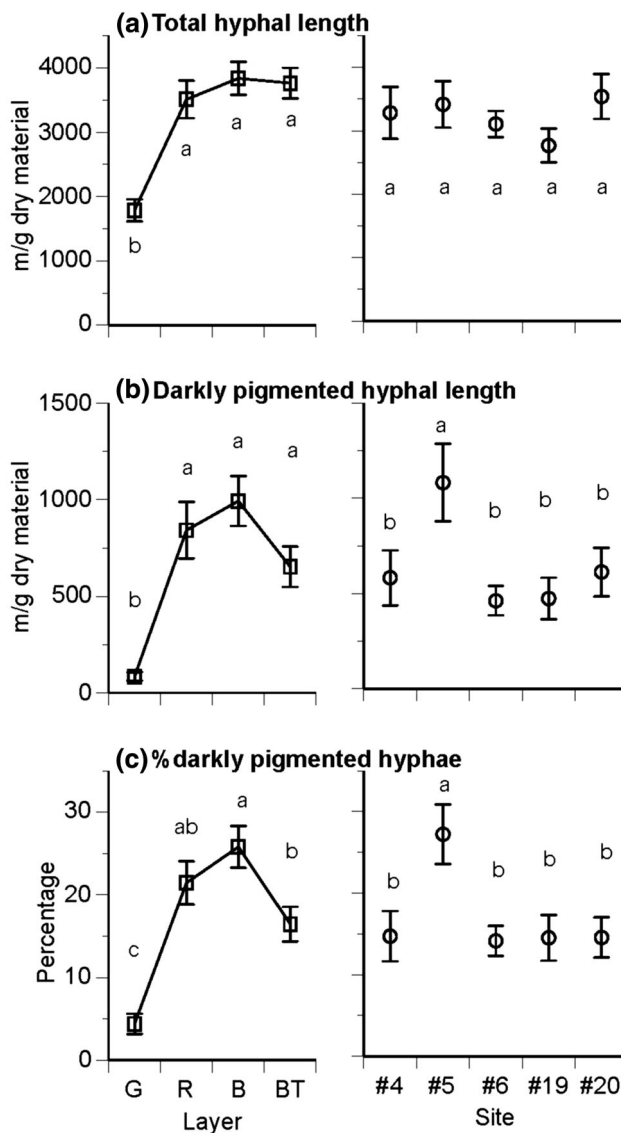 (a) Total hyphal length
m/g dry material
4000
3000
2000
1000
0
b
a
a
a
a
a
a
a
a
(b) Darkly pigmented hyphal length
m/g dry material
1500
1000
500
0
b
a
a
a
b
a
b
b
b
(c) % darkly pigmented hyphae
Percentage
30
20
10
0
c
ab
a
b
b
a
b
b
b
G R B BT
Layer
#4 #5 #6 #19 #20
Site